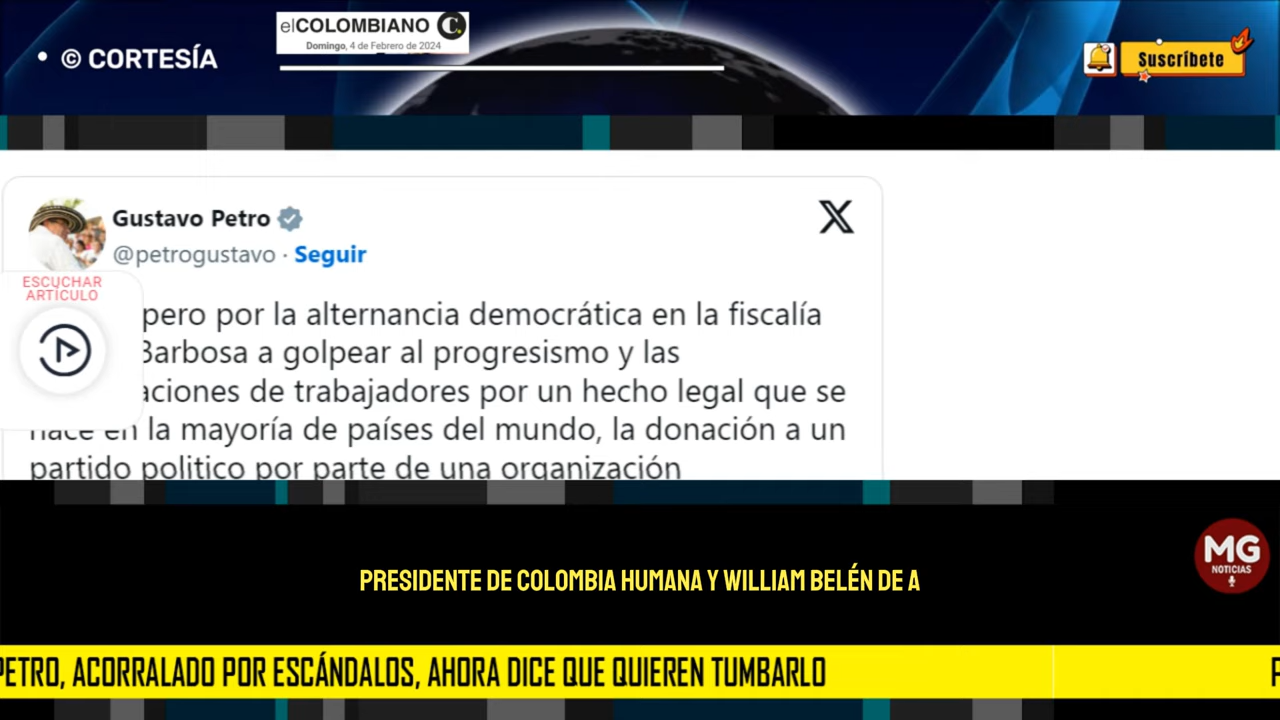 elCOLOMBIANO C.
Domingo, 4 de Febrero de 2024
• © CORTESÍA
Suscríbete
Gustavo Petro
@petrogustavo · Seguir
X
ESCUCHAR
ARTÍCULO
pero por la alternancia democrática en la fiscalía
Barbosa a golpear al progresismo y las
aciones de trabajadores por un hecho legal que se
hace en la mayoría de países del mundo, la donación a un
partido politico por parte de una organización
MG
NOTICIAS
PRESIDENTE DE COLOMBIA HUMANA Y WILLIAM BELÉN DE A
PETRO, ACORRALADO POR ESCÁNDALOS, AHORA DICE QUE QUIEREN TUMBARLO
P